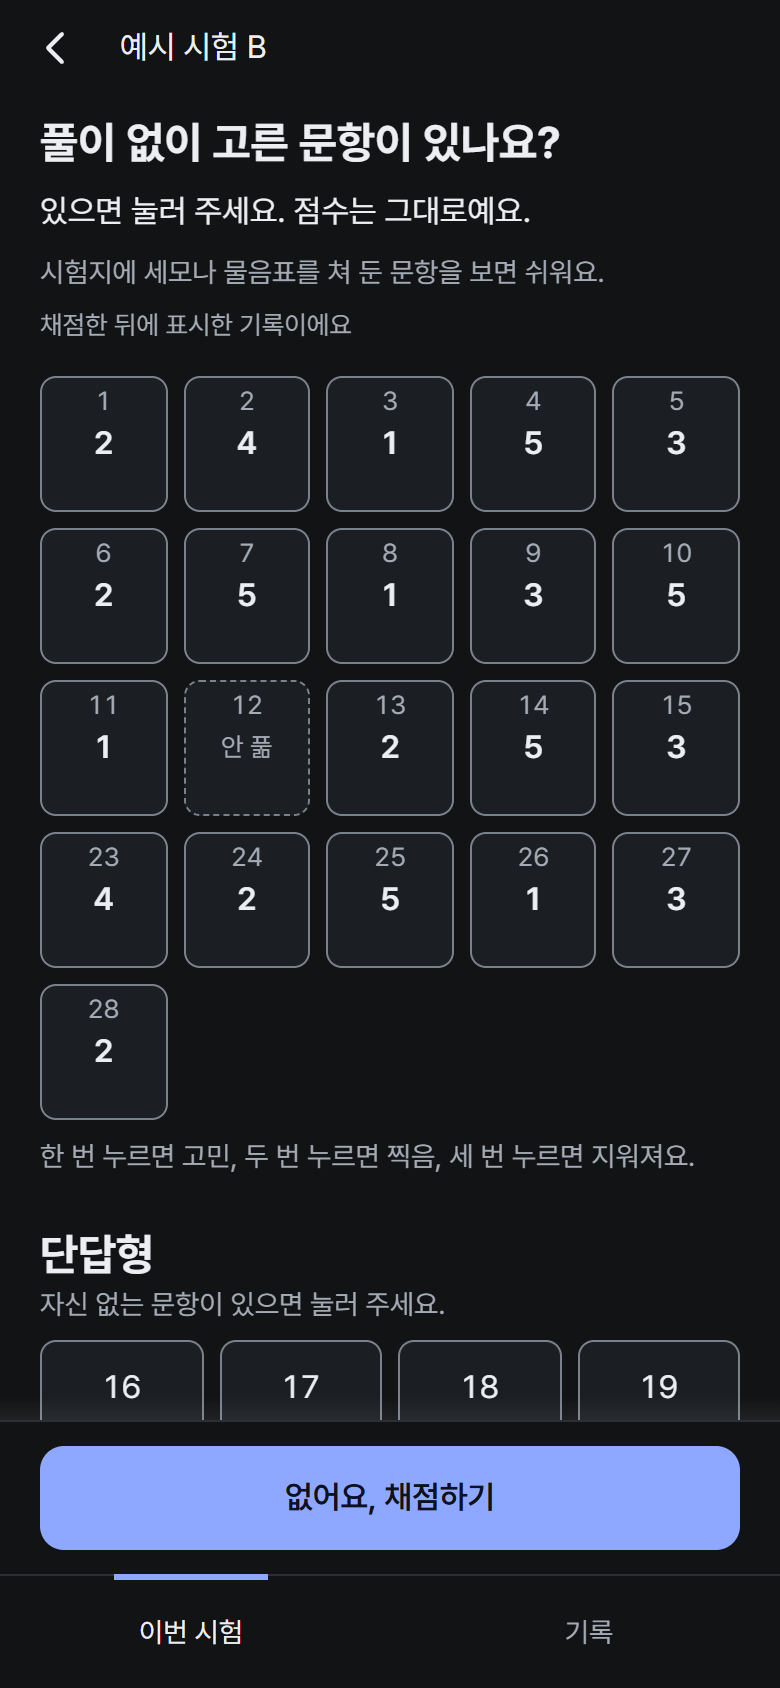 예시 시험 B
풀이 없이 고른 문항이 있나요?
있으면 눌러 주세요. 점수는 그대로예요.
시험지에 세모나 물음표를 쳐 둔 문항을 보면 쉬워요.
채점한 뒤에 표시한 기록이에요
1 2 3 4 5
2 4 1 5 3
6 7 8 9 10
2 5 1 3 5
11 12 13 14 15
1 안 풂 2 5 3
23 24 25 26 27
4 2 5 1 3
28
2
한 번 누르면 고민, 두 번 누르면 찍음, 세 번 누르면 지워져요.
단답형
자신 없는 문항이 있으면 눌러 주세요.
16 17 18 19
없어요, 채점하기
이번 시험 기록